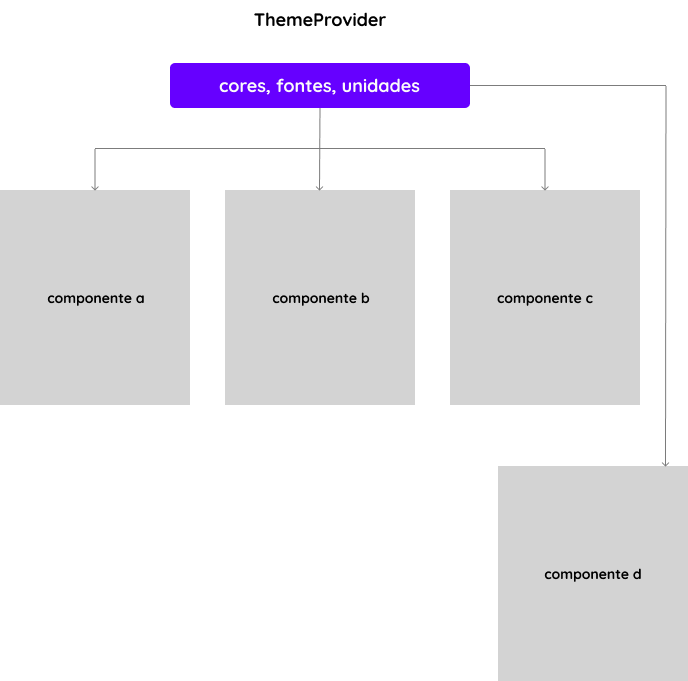 ThemeProvider
cores, fontes, unidades
componente a
componente b
componente c
componente d